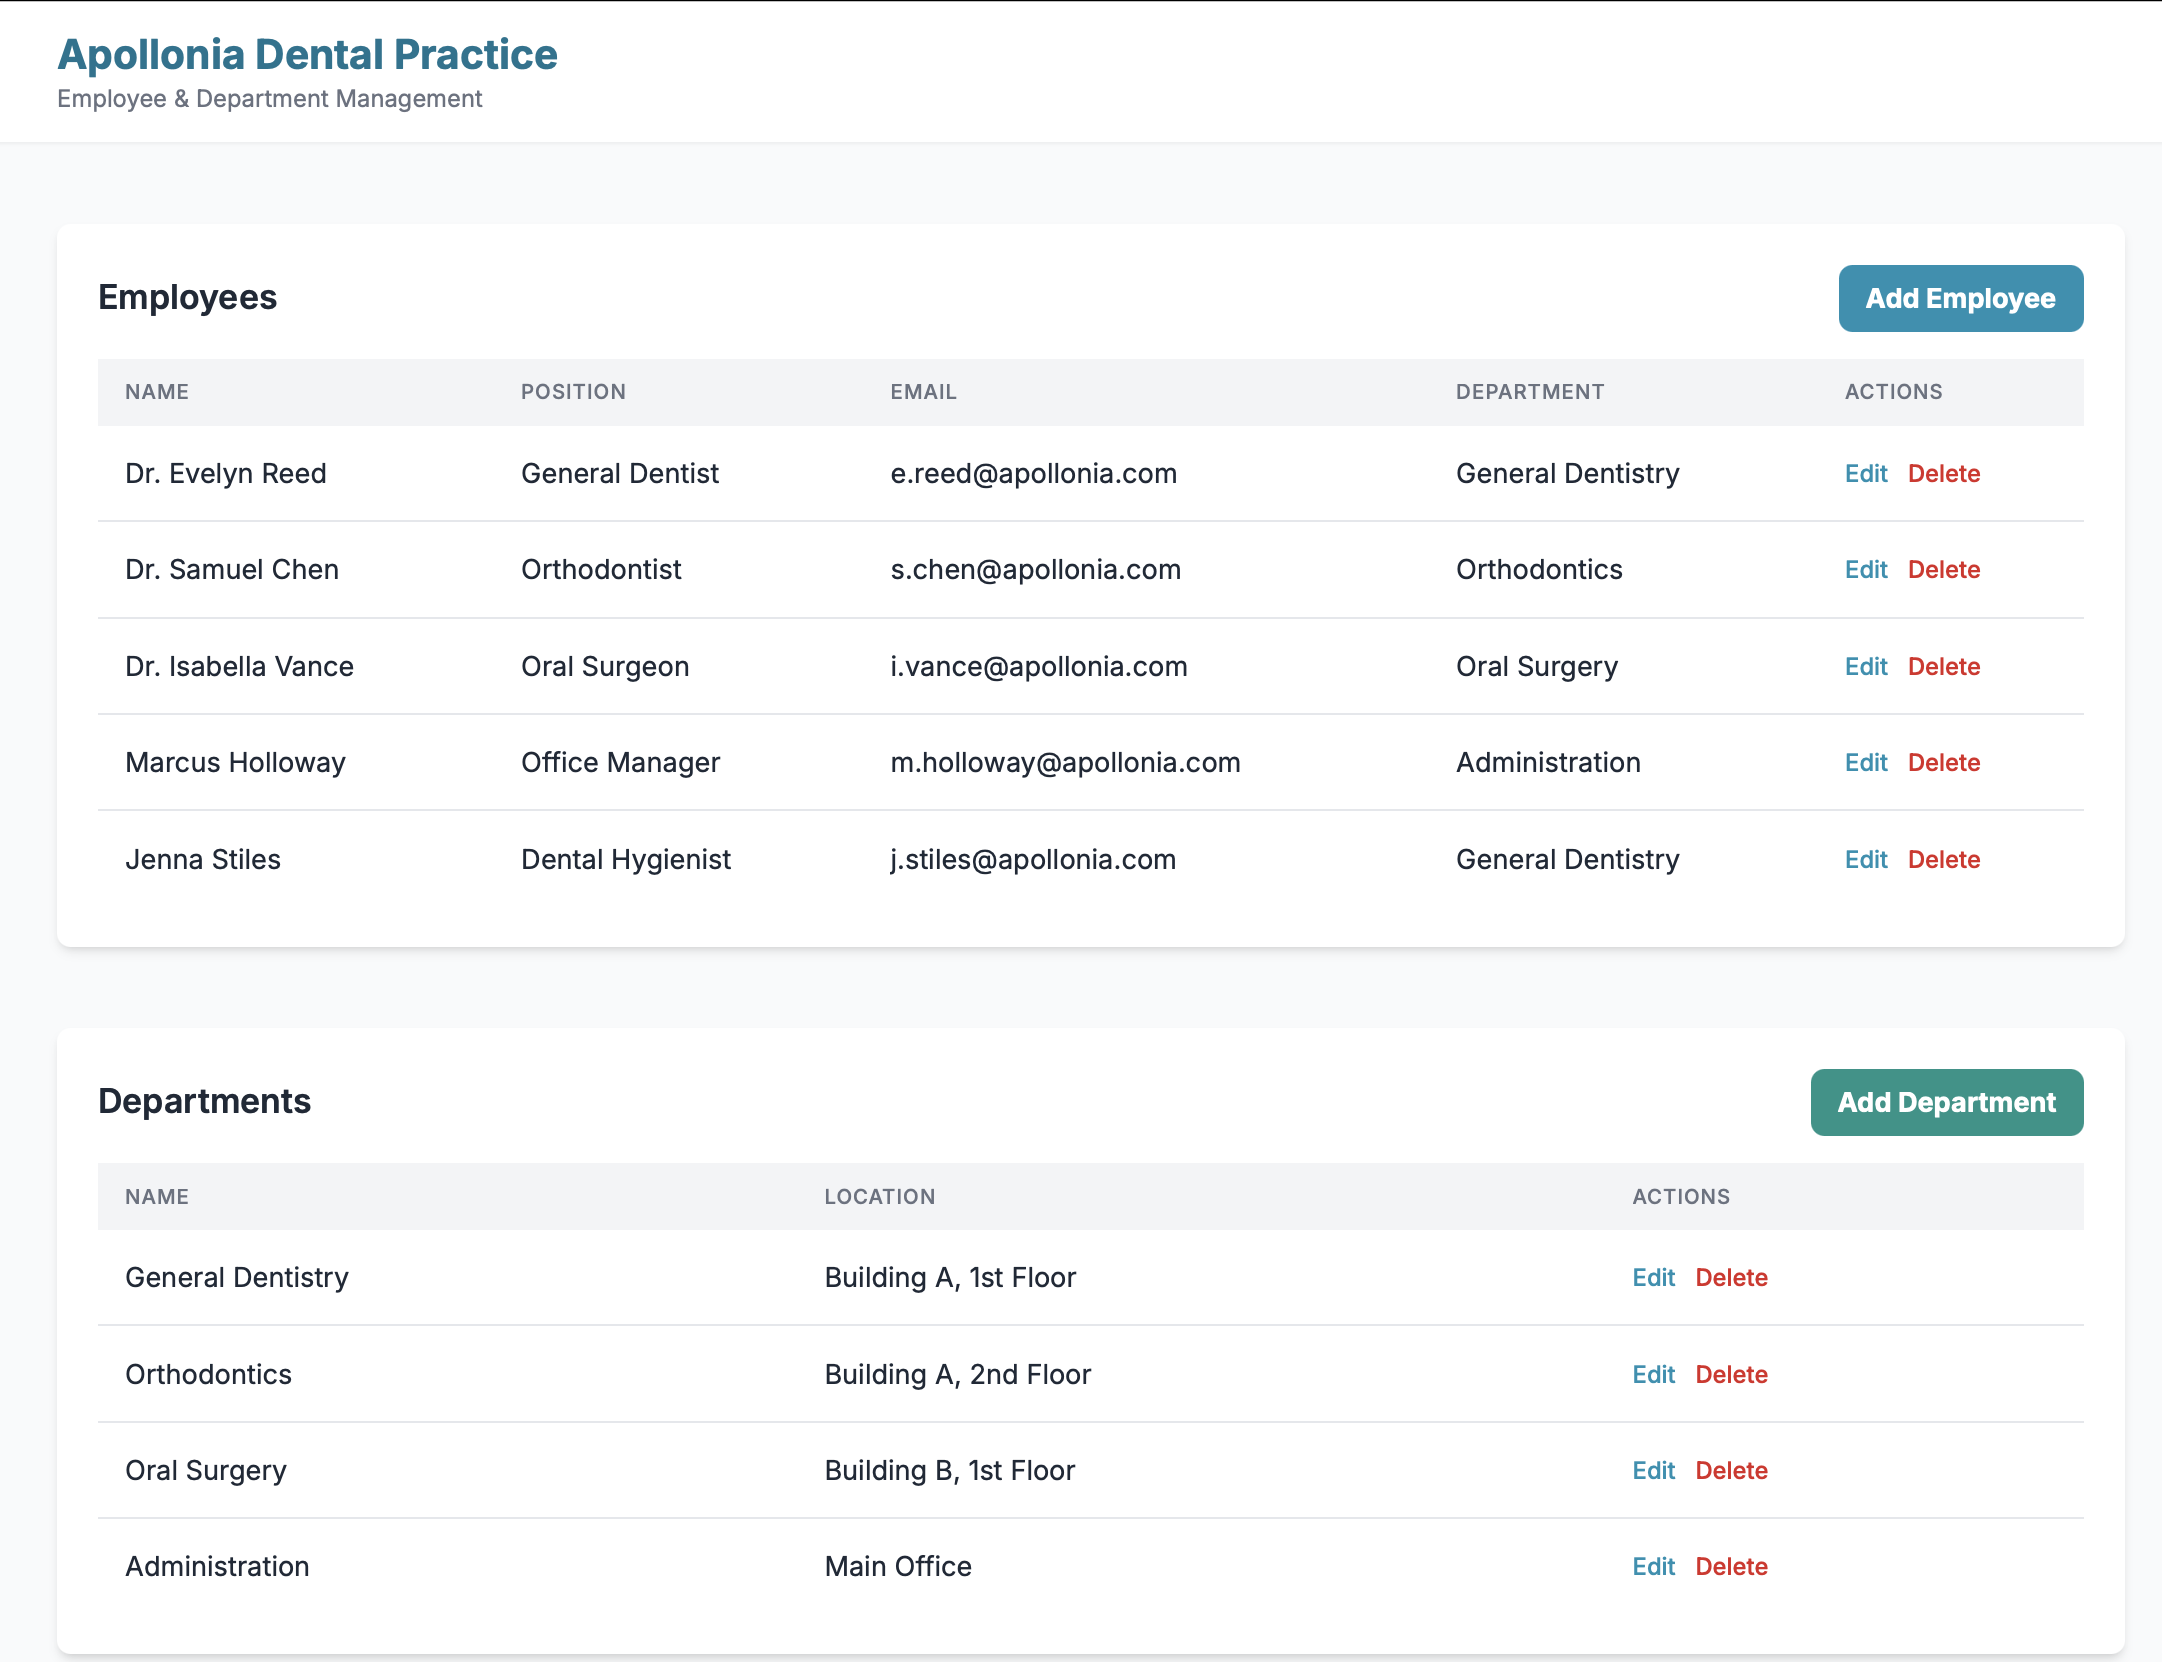 Apollonia Dental Practice
Employee & Department Management
Employees
Add Employee
NAME POSITION EMAIL DEPARTMENT ACTIONS
Dr. Evelyn Reed General Dentist e.reed@apollonia.com General Dentistry Edit Delete
Dr. Samuel Chen Orthodontist s.chen@apollonia.com Orthodontics Edit Delete
Dr. Isabella Vance Oral Surgeon i.vance@apollonia.com Oral Surgery Edit Delete
Marcus Holloway Office Manager m.holloway@apollonia.com Administration Edit Delete
Jenna Stiles Dental Hygienist j.stiles@apollonia.com General Dentistry Edit Delete
Departments
Add Department
NAME LOCATION ACTIONS
General Dentistry Building A, 1st Floor Edit Delete
Orthodontics Building A, 2nd Floor Edit Delete
Oral Surgery Building B, 1st Floor Edit Delete
Administration Main Office Edit Delete